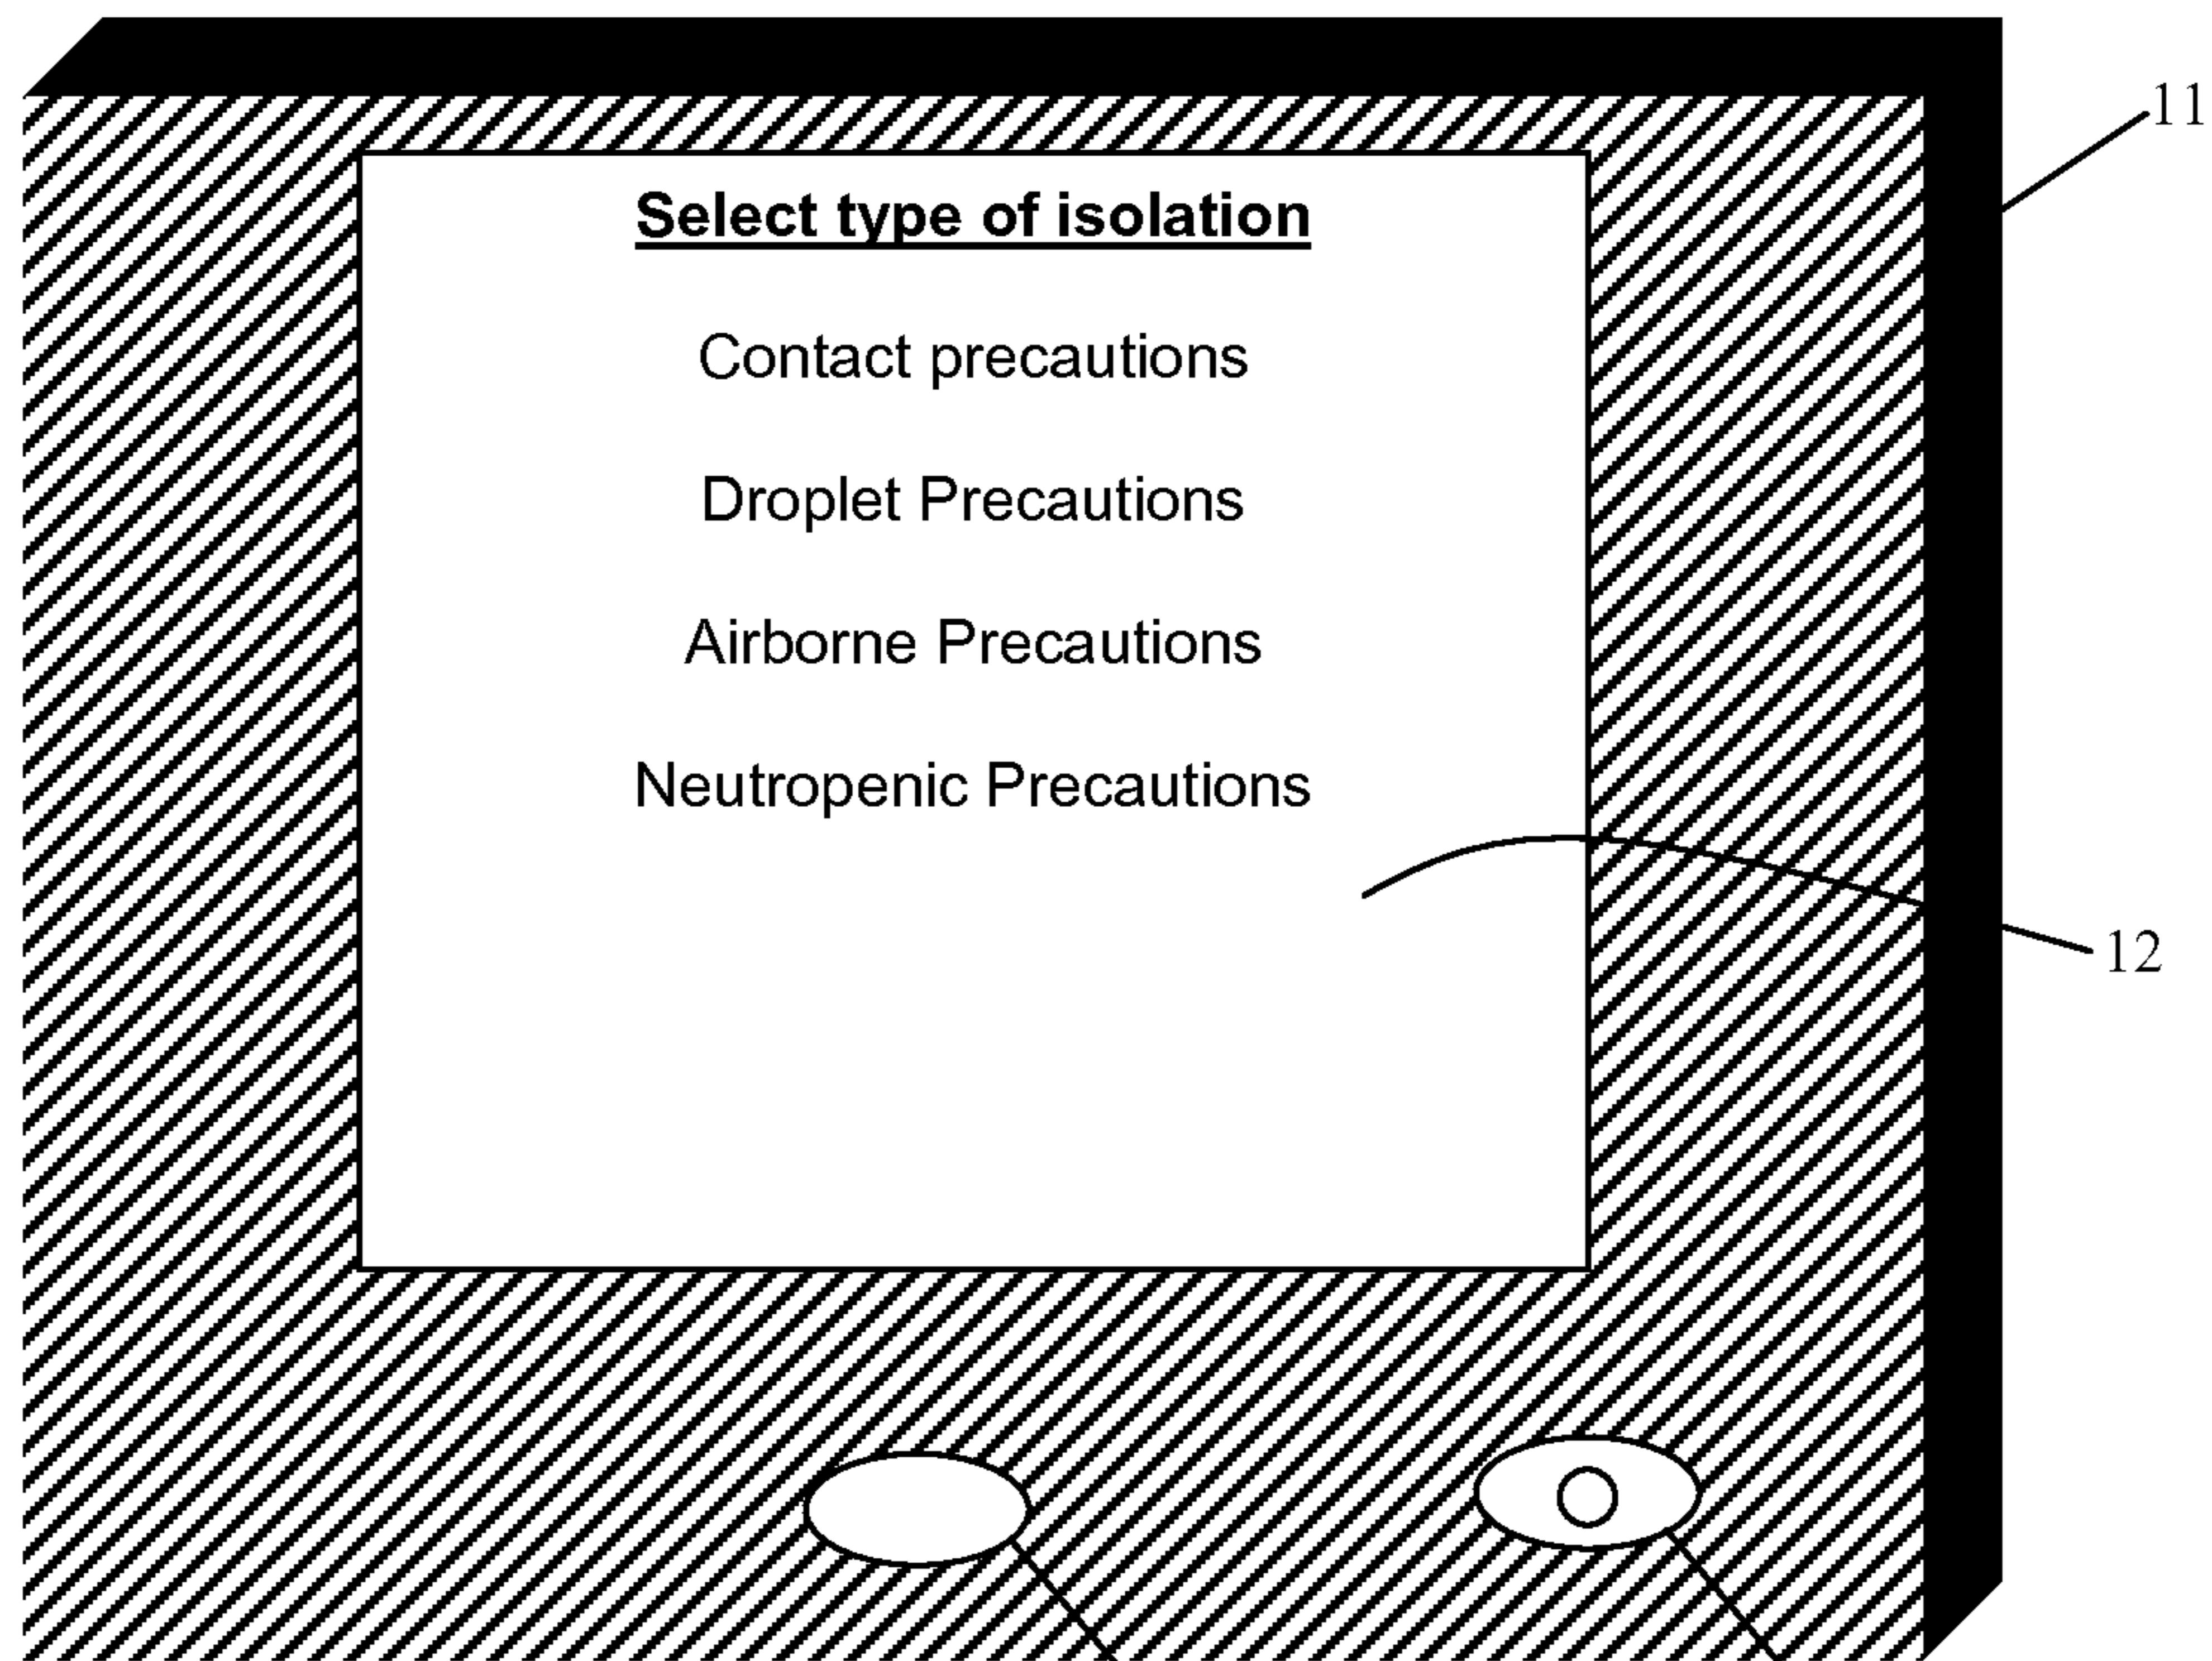 11
Select type of isolation
Contact precautions
Droplet Precautions
Airborne Precautions
Neutropenic Precautions
12